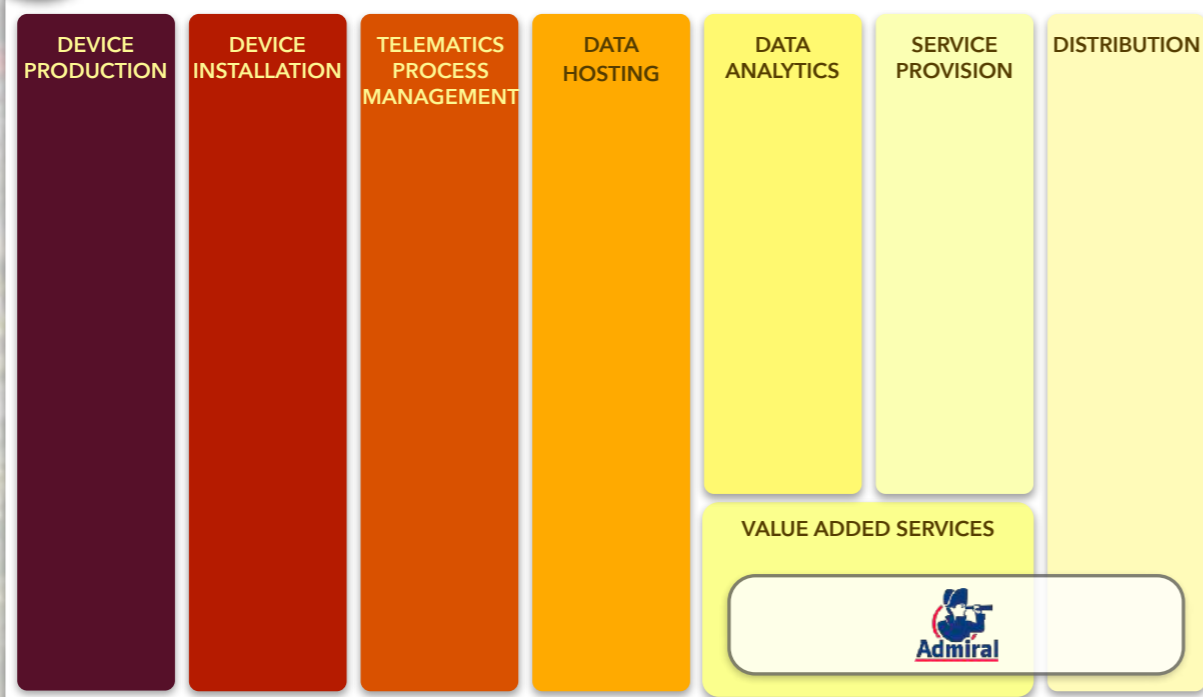 DEVICE
PRODUCTION
DEVICE
INSTALLATION
TELEMATICS
PROCESS
MANAGEMENT
DATA
HOSTING
DATA
ANALYTICS
SERVICE
PROVISION
DISTRIBUTION
VALUE ADDED SERVICES
Admiral